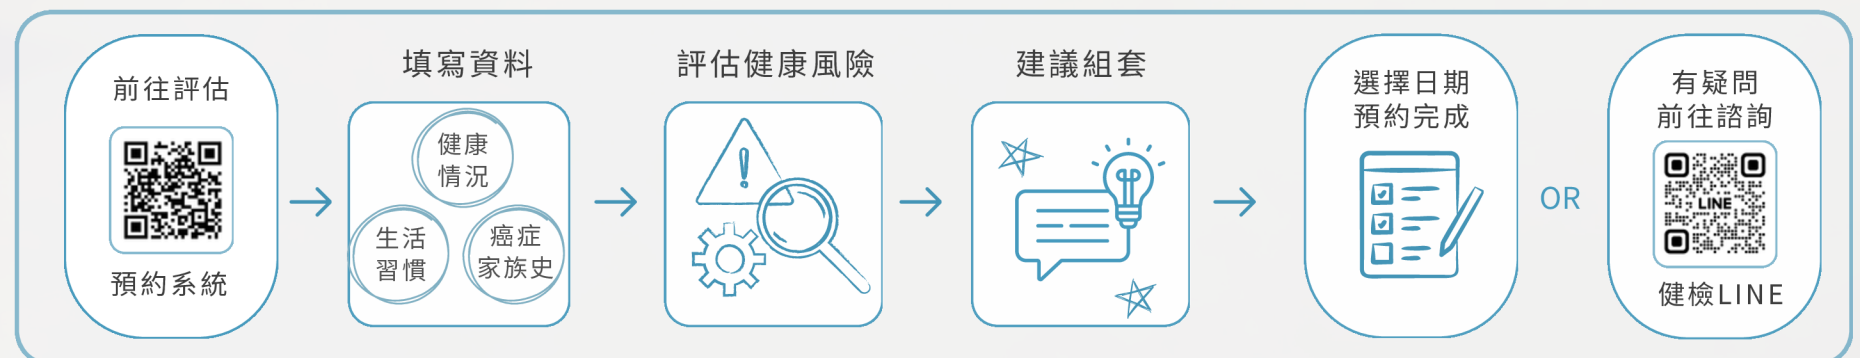 前往評估
預約系統
填寫資料
健康
情況
生活
習慣
癌症
家族史
評估健康風險
建議組套
選擇日期
預約完成
OR
有疑問
前往諮詢
LINE
健檢LINE